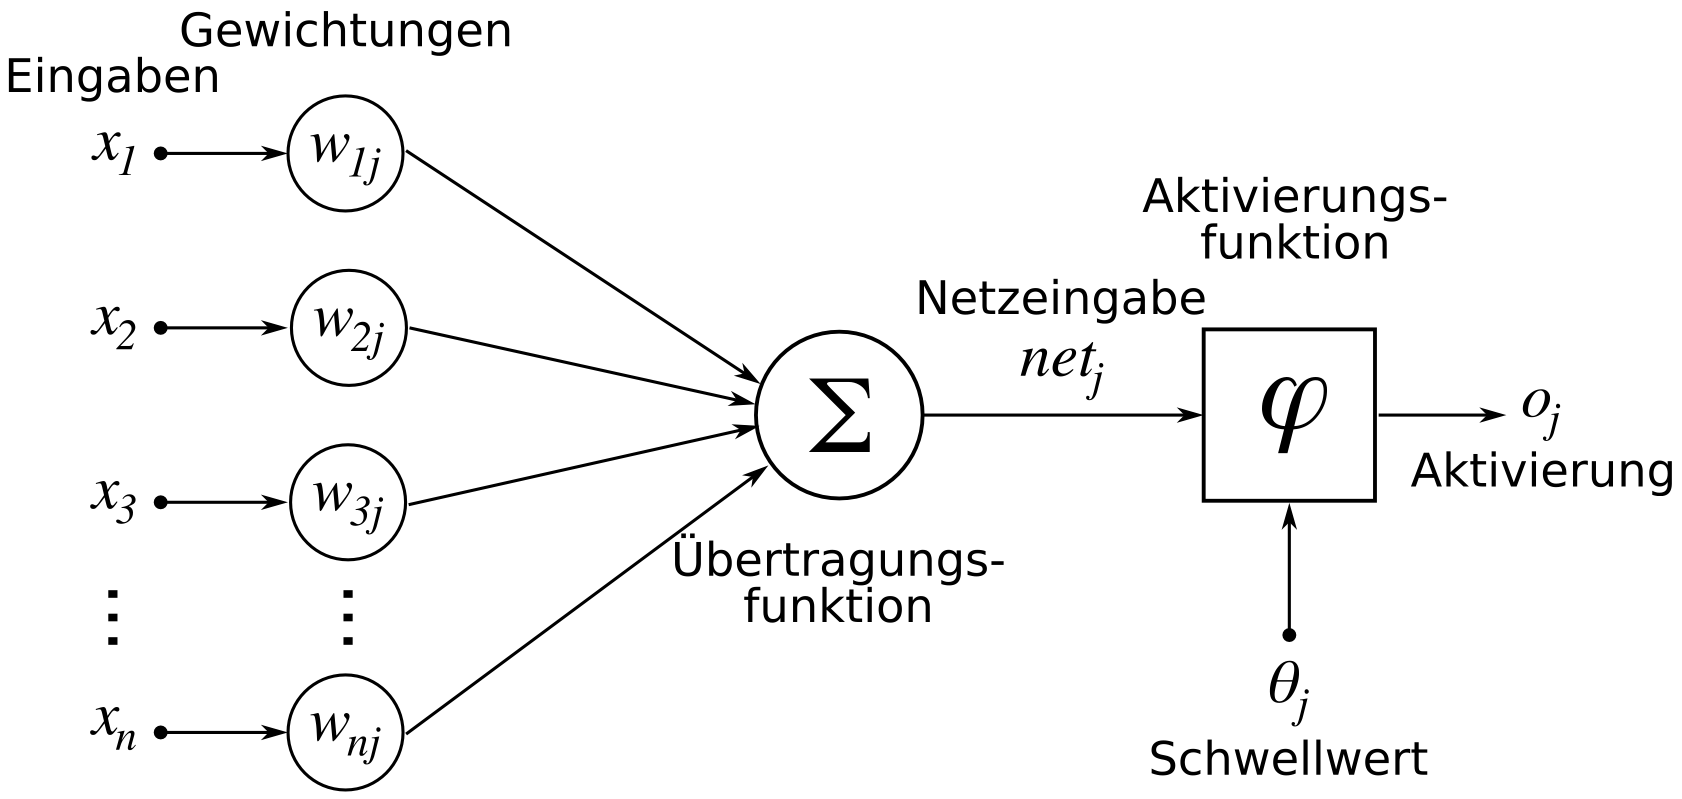 Gewichtungen
Eingaben
x1
w1j
x2
w2j
x3
w3j
xn
wnj
Σ
Übertragungs-
funktion
Netzeingabe
netj
Aktivierungs-
funktion
φ
oj
Aktivierung
θj
Schwellwert